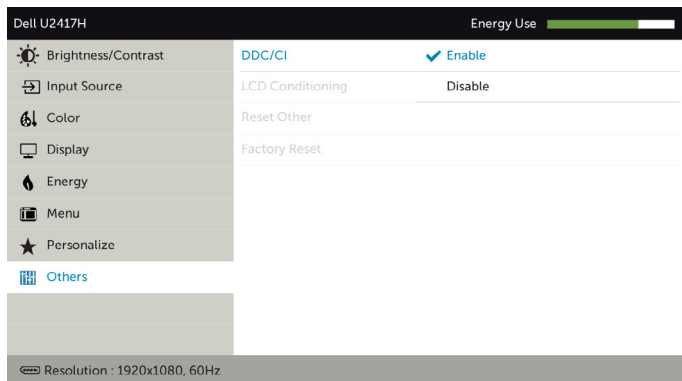 Dell U2417H Energy Use
Brightness/Contrast DDC/CI Enable
Input Source LCD Conditioning Disable
Color Reset Other
Display Factory Reset
Energy
Menu
Personalize
Others
Resolution : 1920x1080, 60Hz